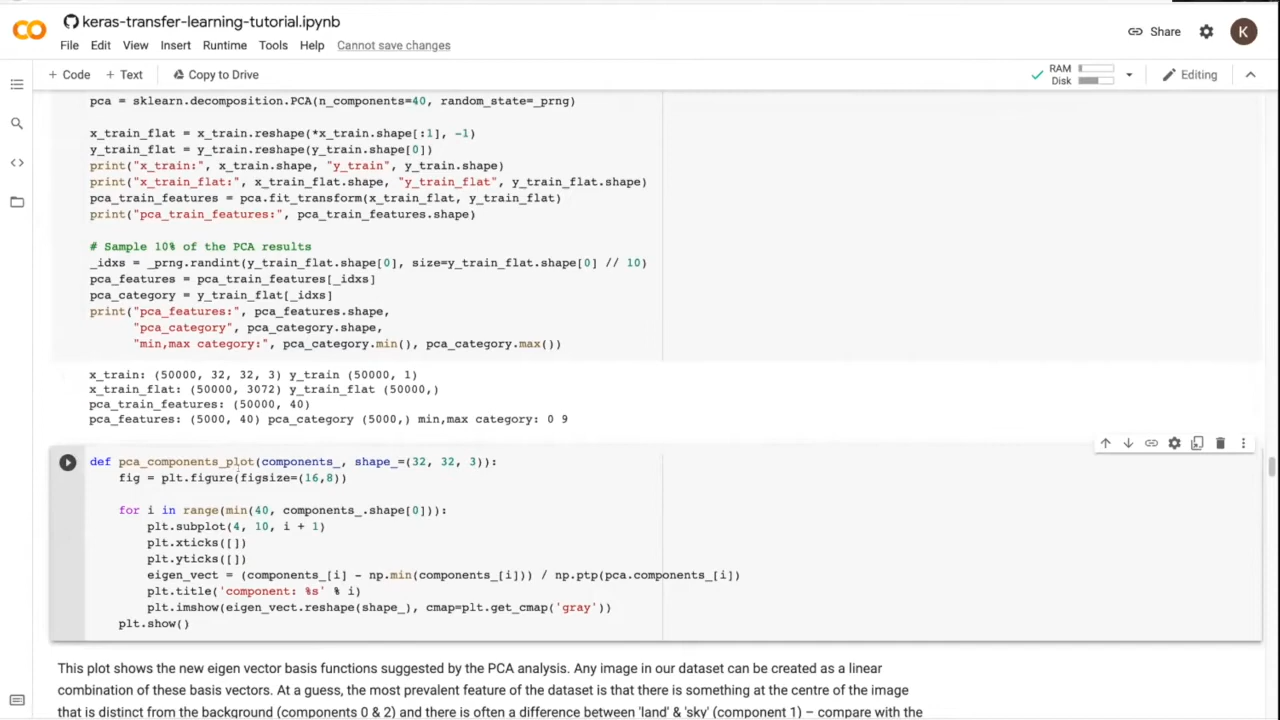 keras-transfer-learning-tutorial.ipynb
File Edit View Insert Runtime Tools Help Cannot save changes
Share
K
+ Code + Text Copy to Drive
RAM
Disk
Editing
pca = sklearn.decomposition.PCA(n_components=40, random_state=_prng)
x_train_flat = x_train.reshape(*x_train.shape[:1], -1)
y_train_flat = y_train.reshape(y_train.shape[0])
print("x_train:", x_train.shape, "y_train", y_train.shape)
print("x_train_flat:", x_train_flat.shape, "y_train_flat", y_train_flat.shape)
pca_train_features = pca.fit_transform(x_train_flat, y_train_flat)
print("pca_train_features:", pca_train_features.shape)
# Sample 10% of the PCA results
_idxs = _prng.randint(y_train_flat.shape[0], size=y_train_flat.shape[0] // 10)
pca_features = pca_train_features[_idxs]
pca_category = y_train_flat[_idxs]
print("pca_features:", pca_features.shape,
"pca_category", pca_category.shape,
"min,max category:", pca_category.min(), pca_category.max())
x_train: (50000, 32, 32, 3) y_train (50000, 1)
x_train_flat: (50000, 3072) y_train_flat (50000,)
pca_train_features: (50000, 40)
pca_features: (5000, 40) pca_category (5000,) min,max category: 0 9
def pca_components_plot(components_, shape_=(32, 32, 3)):
fig = plt.figure(figsize=(16,8))
for i in range(min(40, components_.shape[0])):
plt.subplot(4, 10, i + 1)
plt.xticks([])
plt.yticks([])
eigen_vect = (components_[i] - np.min(components_[i])) / np.ptp(pca.components_[i])
plt.title('component: %s' % i)
plt.imshow(eigen_vect.reshape(shape_), cmap=plt.get_cmap('gray'))
plt.show()
This plot shows the new eigen vector basis functions suggested by the PCA analysis. Any image in our dataset can be created as a linear
combination of these basis vectors. At a guess, the most prevalent feature of the dataset is that there is something at the centre of the image
that is distinct from the background (components 0 & 2) and there is often a difference between 'land' & 'sky' (component 1) – compare with the